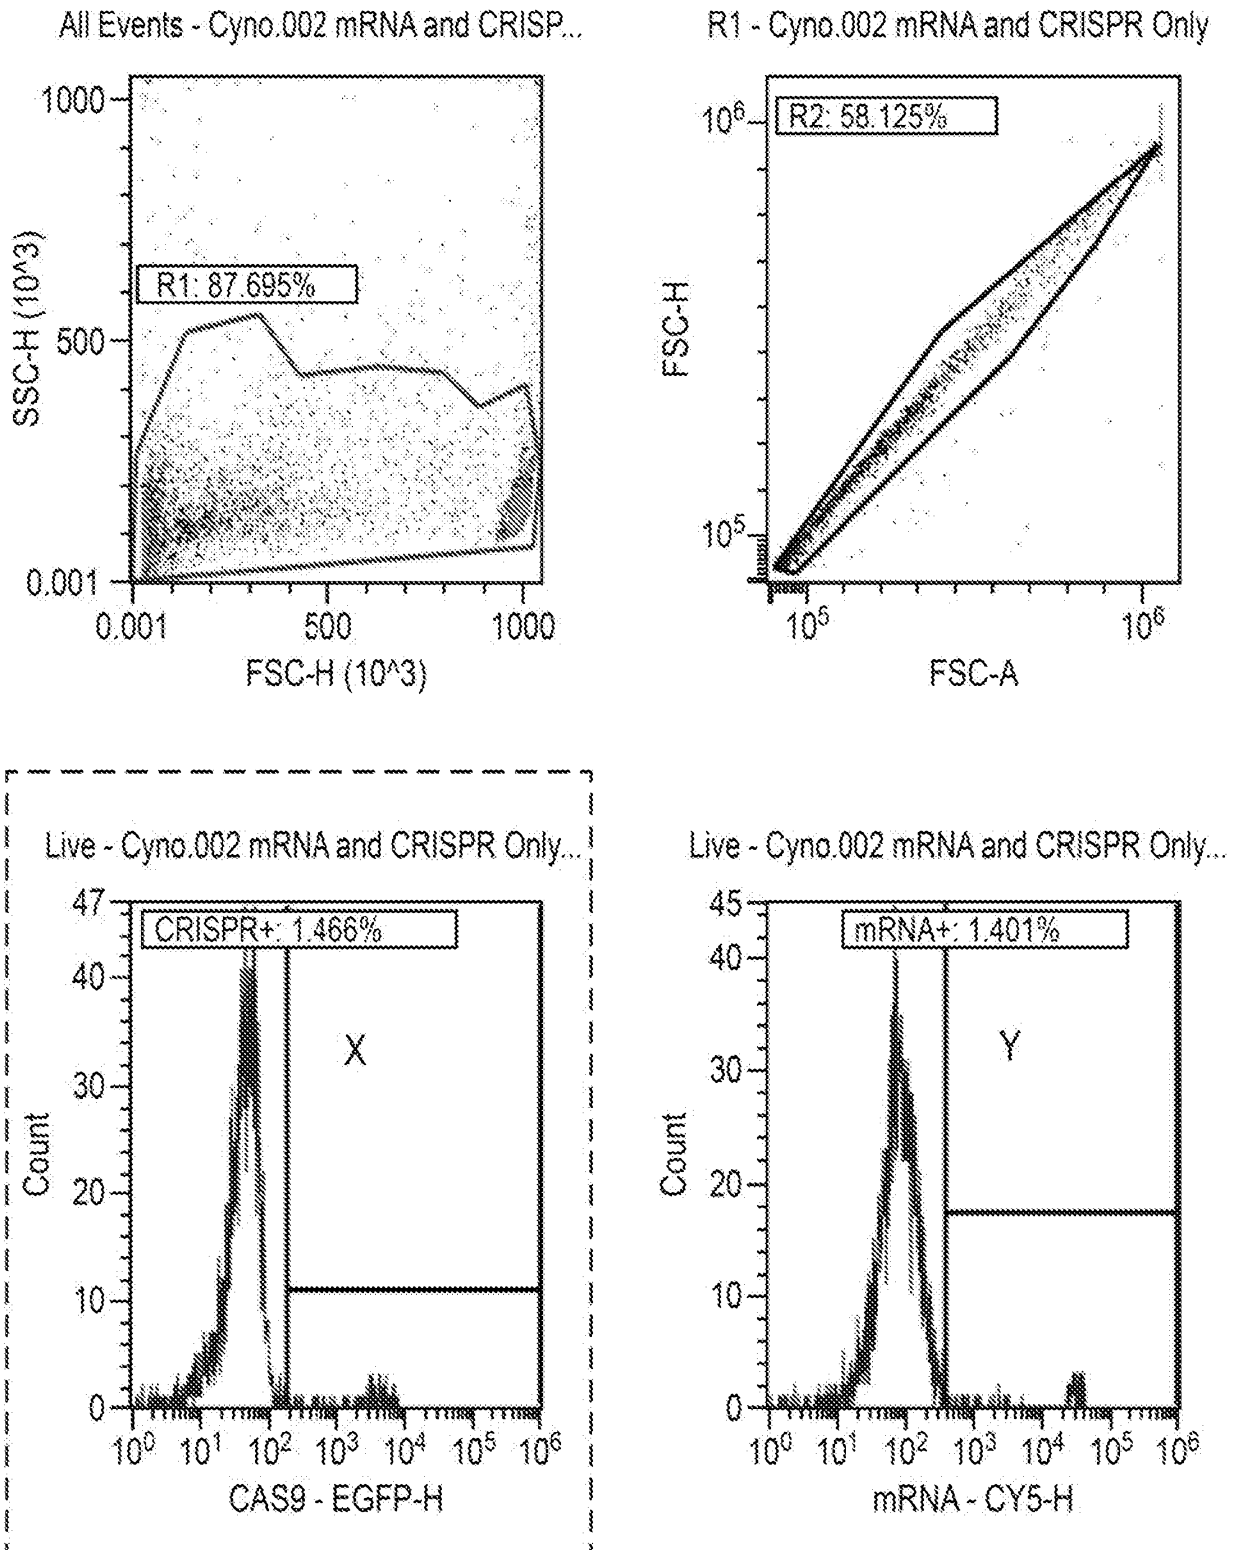 All Events - Cyno.002 mRNA and CRISP...
1000
R1: 87.695%
500
0.001
SSC-H (10^3)
0.001 500 1000
FSC-H (10^3)
R1 - Cyno.002 mRNA and CRISPR Only
10⁶
R2: 58.125%
10⁵
FSC-H
10⁵ 10⁶
FSC-A
Live - Cyno.002 mRNA and CRISPR Only...
47
CRISPR+: 1.466%
40
X
30
20
10
0
Count
10⁰ 10¹ 10² 10³ 10⁴ 10⁵ 10⁶
CAS9 - EGFP-H
Live - Cyno.002 mRNA and CRISPR Only...
45
mRNA+: 1.401%
40
Y
30
20
10
0
Count
10⁰ 10¹ 10² 10³ 10⁴ 10⁵ 10⁶
mRNA - CY5-H